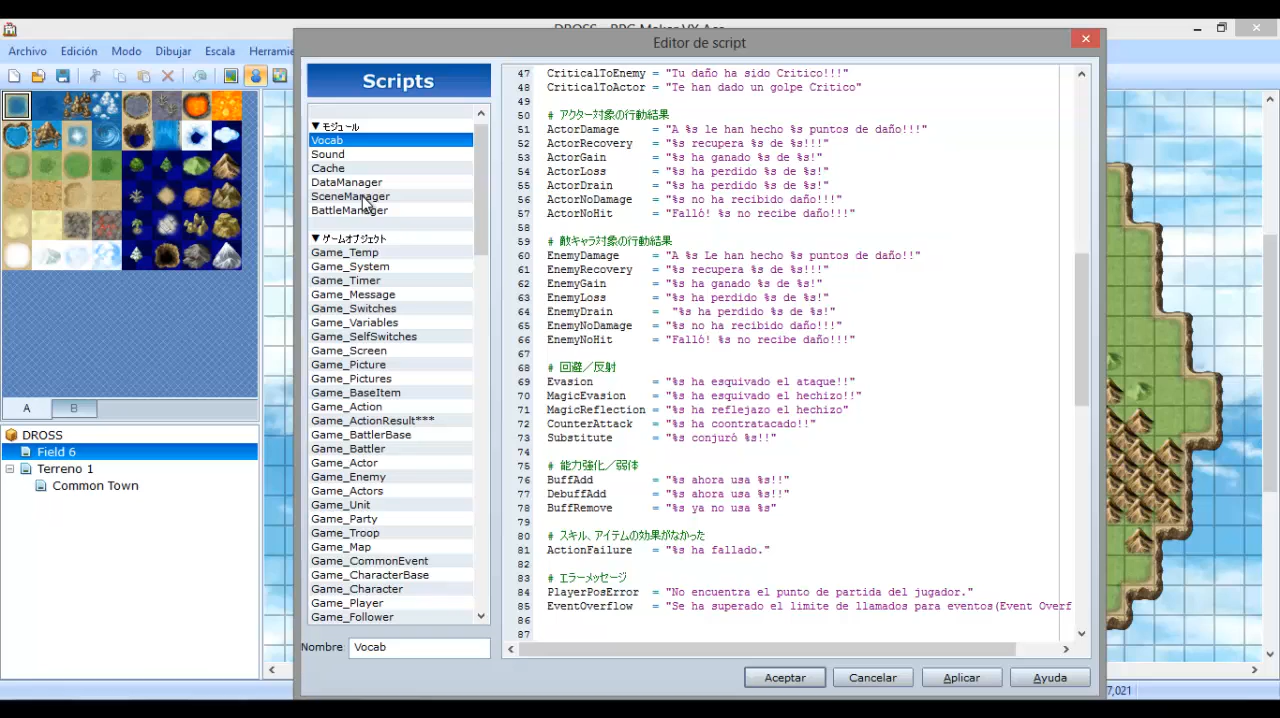 DROSS - RPG Maker VX Ace
Archivo Edición Modo Dibujar Escala Herramie
Editor de script
Scripts
▼ モジュール
Vocab
Sound
Cache
DataManager
SceneManager
BattleManager
▼ ゲームオブジェクト
Game_Temp
Game_System
Game_Timer
Game_Message
Game_Switches
Game_Variables
Game_SelfSwitches
Game_Screen
Game_Picture
Game_Pictures
Game_BaseItem
Game_Action
Game_ActionResult***
Game_BattlerBase
Game_Battler
Game_Actor
Game_Enemy
Game_Actors
Game_Unit
Game_Party
Game_Troop
Game_Map
Game_CommonEvent
Game_CharacterBase
Game_Character
Game_Player
Game_Follower
Nombre: Vocab
47 CriticalToEnemy = "Tu daño ha sido Critico!!!"
48 CriticalToActor = "Te han dado un golpe Critico"
49
50 # アクター対象の行動結果
51 ActorDamage = "A %s le han hecho %s puntos de daño!!!"
52 ActorRecovery = "%s recupera %s de %s!!!"
53 ActorGain = "%s ha ganado %s de %s!"
54 ActorLoss = "%s ha perdido %s de %s!"
55 ActorDrain = "%s ha perdido %s de %s!"
56 ActorNoDamage = "%s no ha recibido daño!!!"
57 ActorNoHit = "Falló! %s no recibe daño!!!"
58
59 # 敵キャラ対象の行動結果
60 EnemyDamage = "A %s Le han hecho %s puntos de daño!!"
61 EnemyRecovery = "%s recupera %s de %s!!!"
62 EnemyGain = "%s ha ganado %s de %s!"
63 EnemyLoss = "%s ha perdido %s de %s!"
64 EnemyDrain = "%s ha perdido %s de %s!"
65 EnemyNoDamage = "%s no ha recibido daño!!!"
66 EnemyNoHit = "Falló! %s no recibe daño!!!"
67
68 # 回避／反射
69 Evasion = "%s ha esquivado el ataque!!"
70 MagicEvasion = "%s ha esquivado el hechizo!!"
71 MagicReflection = "%s ha reflejazo el hechizo"
72 CounterAttack = "%s ha coontratacado!!"
73 Substitute = "%s conjuró %s!!"
74
75 # 能力強化／弱体
76 BuffAdd = "%s ahora usa %s!!"
77 DebuffAdd = "%s ahora usa %s!!"
78 BuffRemove = "%s ya no usa %s"
79
80 # スキル、アイテムの効果がなかった
81 ActionFailure = "%s ha fallado."
82
83 # エラーメッセージ
84 PlayerPosError = "No encuentra el punto de partida del jugador."
85 EventOverflow = "Se ha superado el limite de llamados para eventos(Event Overf
86
87
Aceptar Cancelar Aplicar Ayuda
A B
DROSS
Field 6
Terreno 1
Common Town
7,021